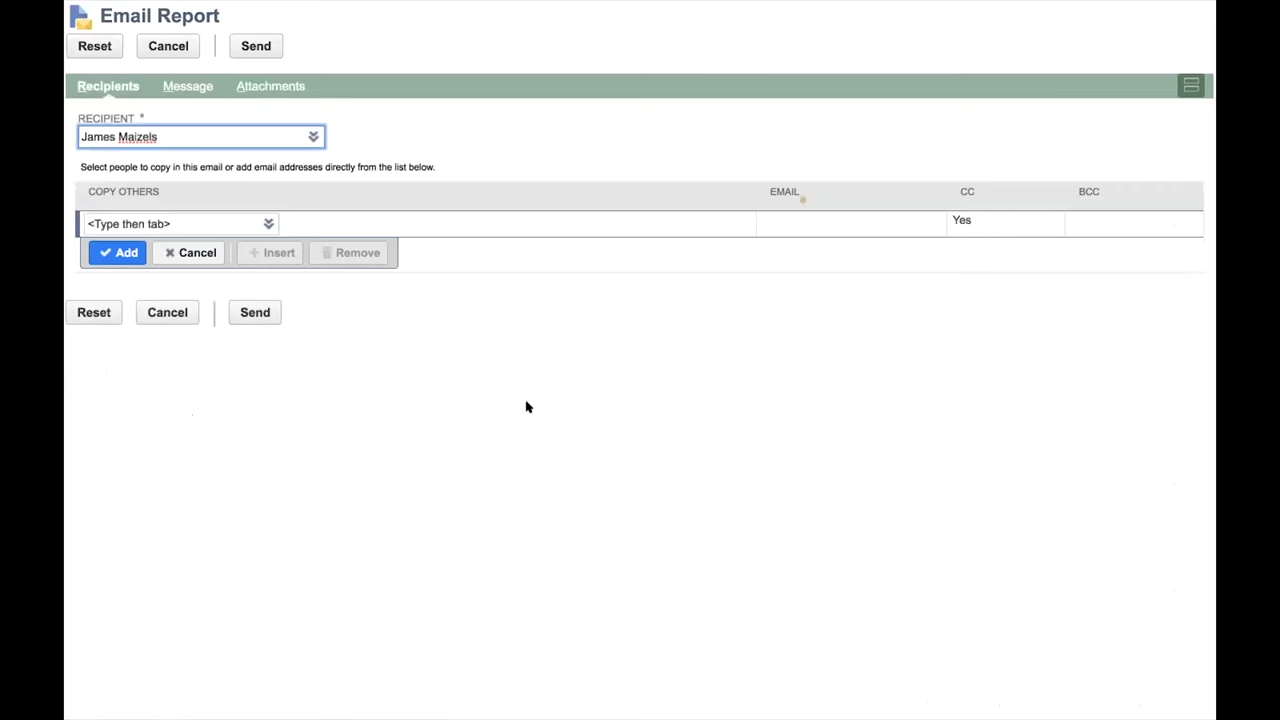 Email Report
Reset Cancel Send
Recipients Message Attachments
RECIPIENT *
James Maizels
Select people to copy in this email or add email addresses directly from the list below.
COPY OTHERS EMAIL * CC BCC
<Type then tab> Yes
Add Cancel Insert Remove
Reset Cancel Send